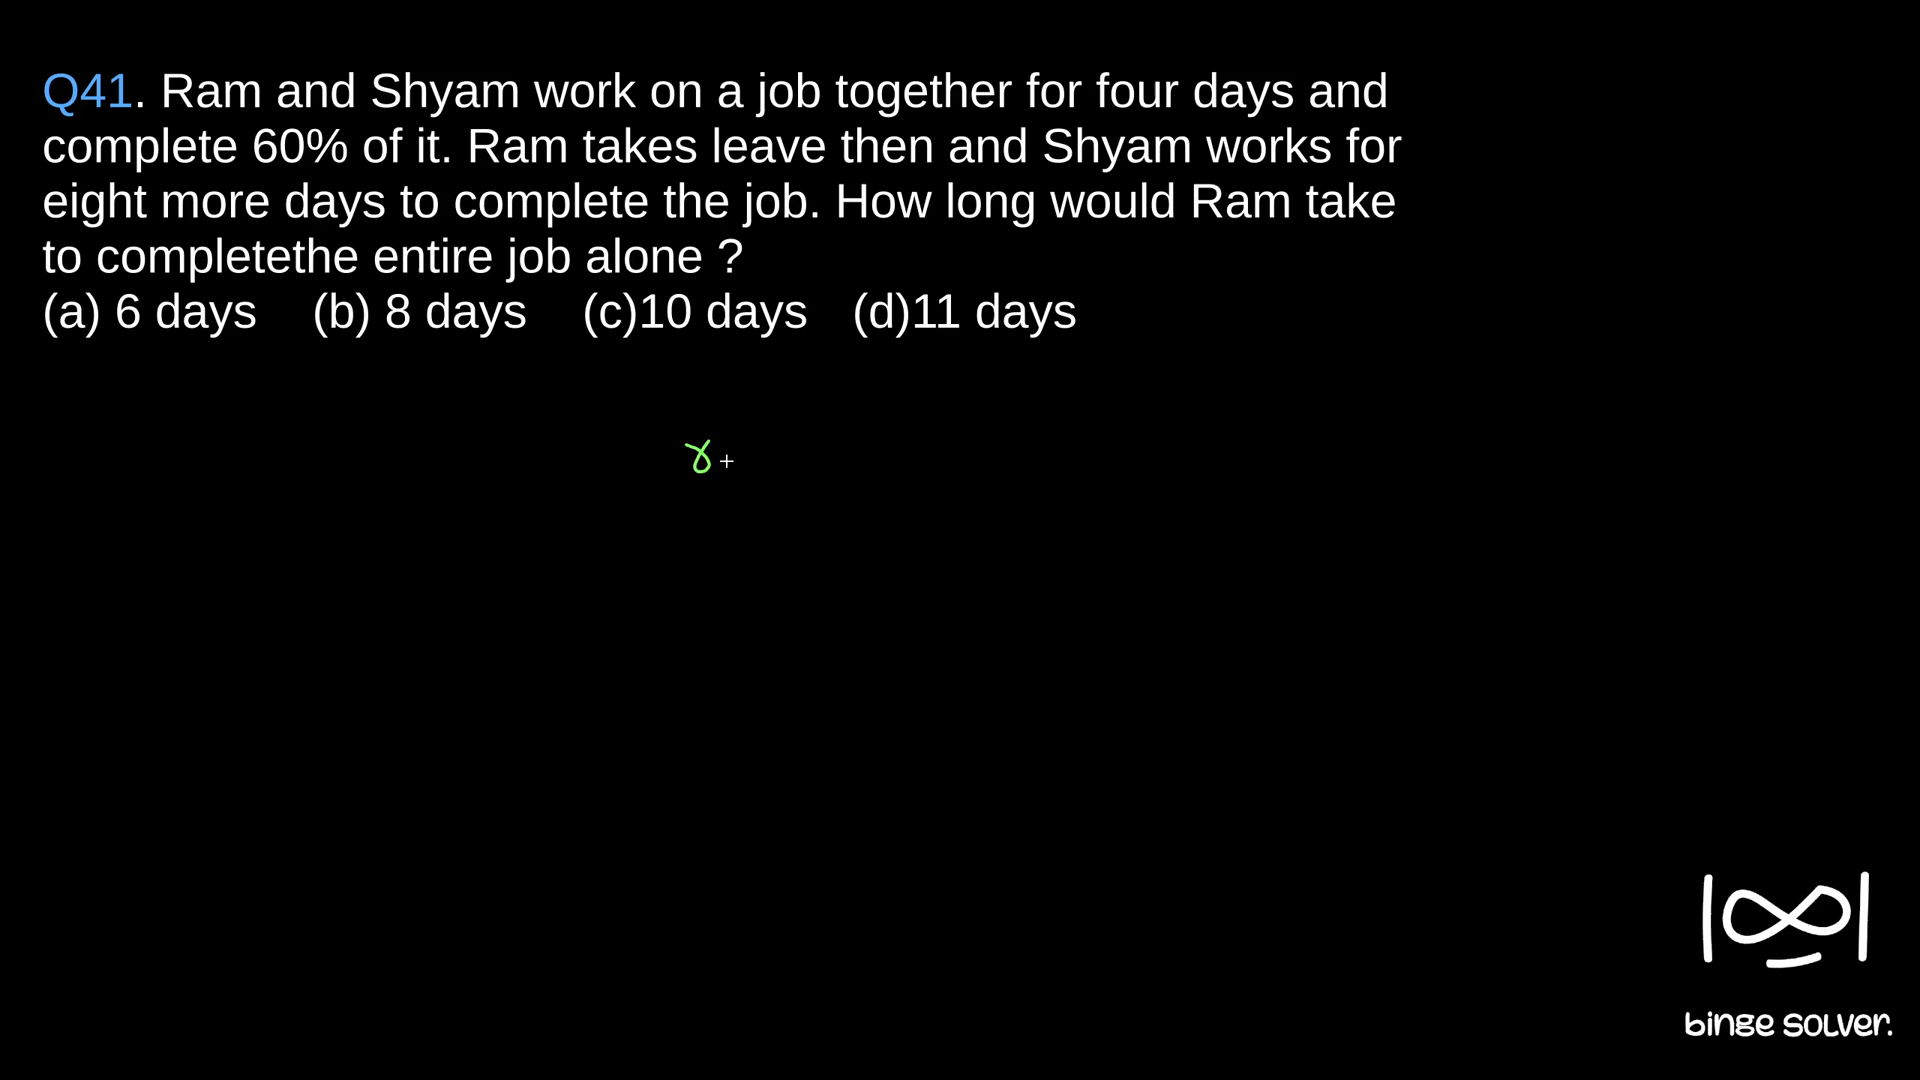 Q41. Ram and Shyam work on a job together for four days and
complete 60% of it. Ram takes leave then and Shyam works for
eight more days to complete the job. How long would Ram take
to completethe entire job alone ?
(a) 6 days (b) 8 days (c)10 days (d)11 days
binge solver.